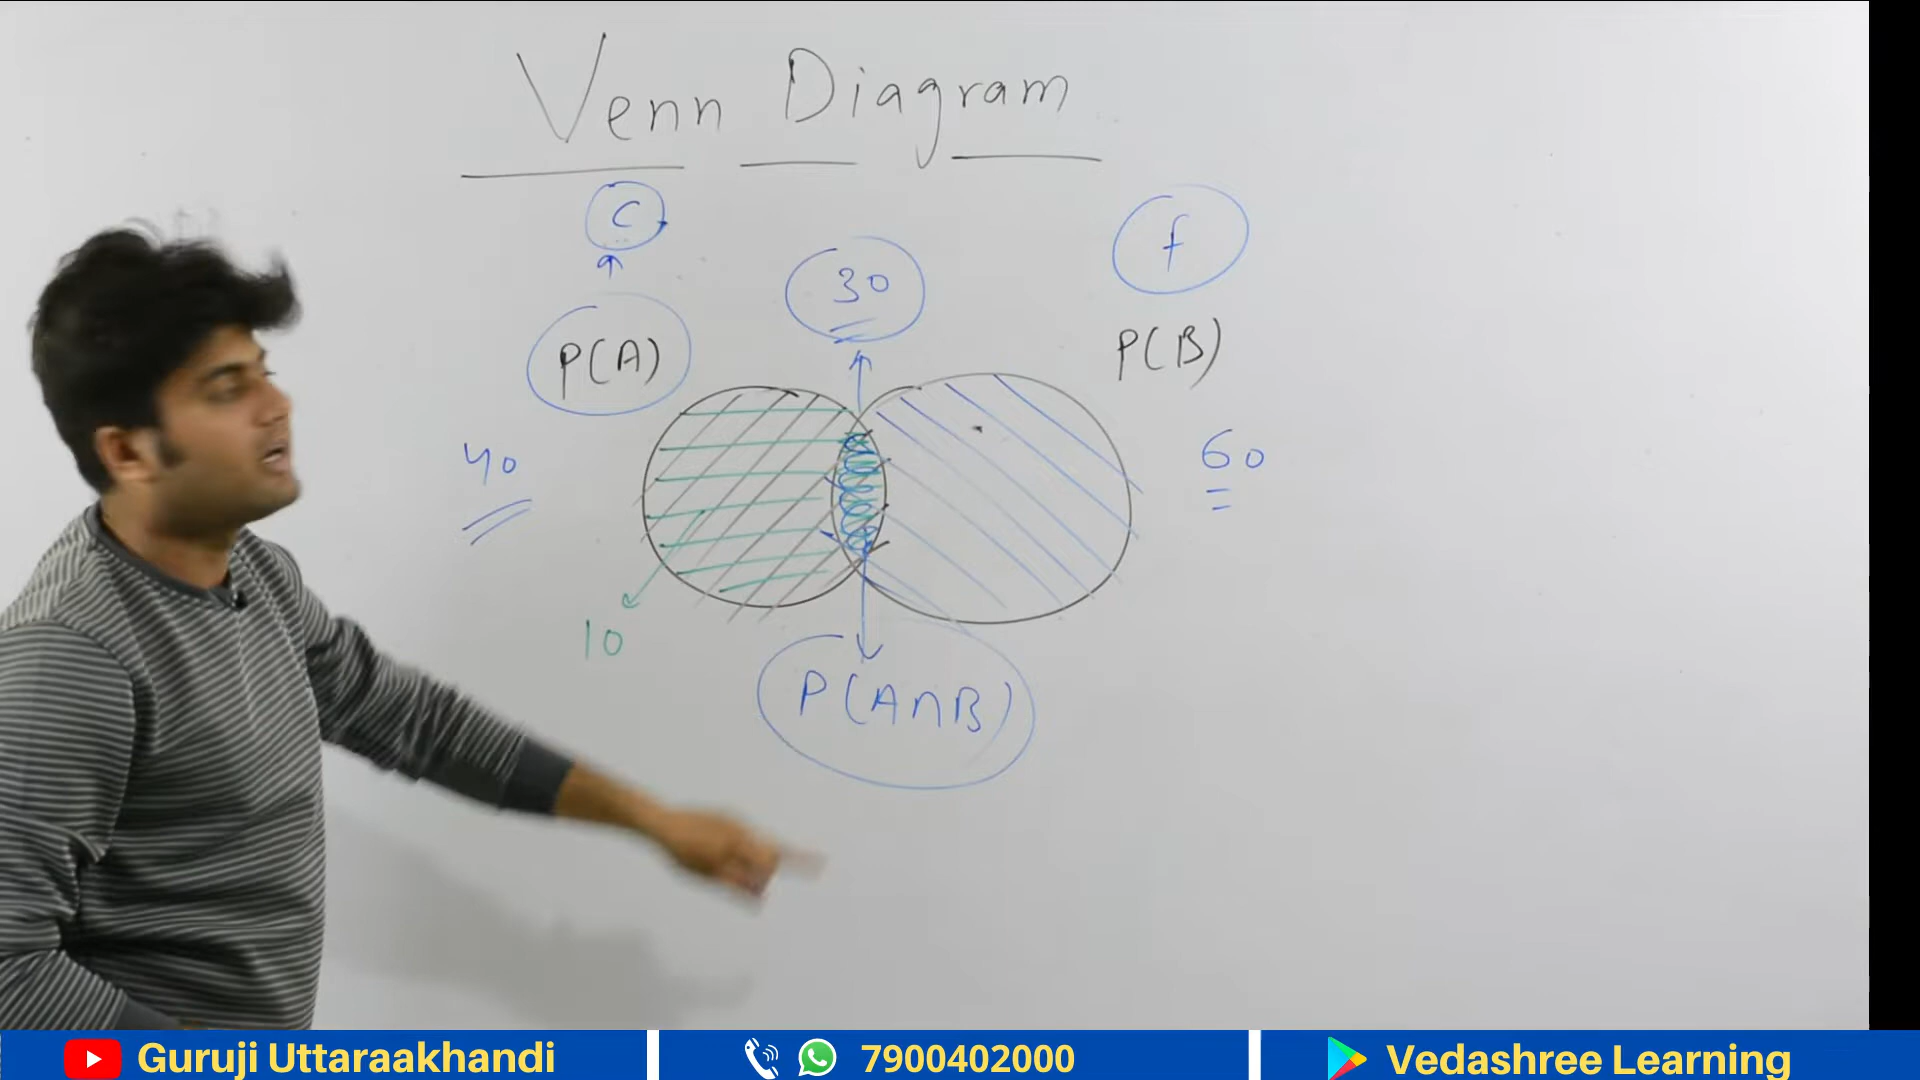 Venn Diagram
C
f
30
P(A)
P(B)
40
60
10
P(A∩B)
Guruji Uttaraakhandi
7900402000
Vedashree Learning